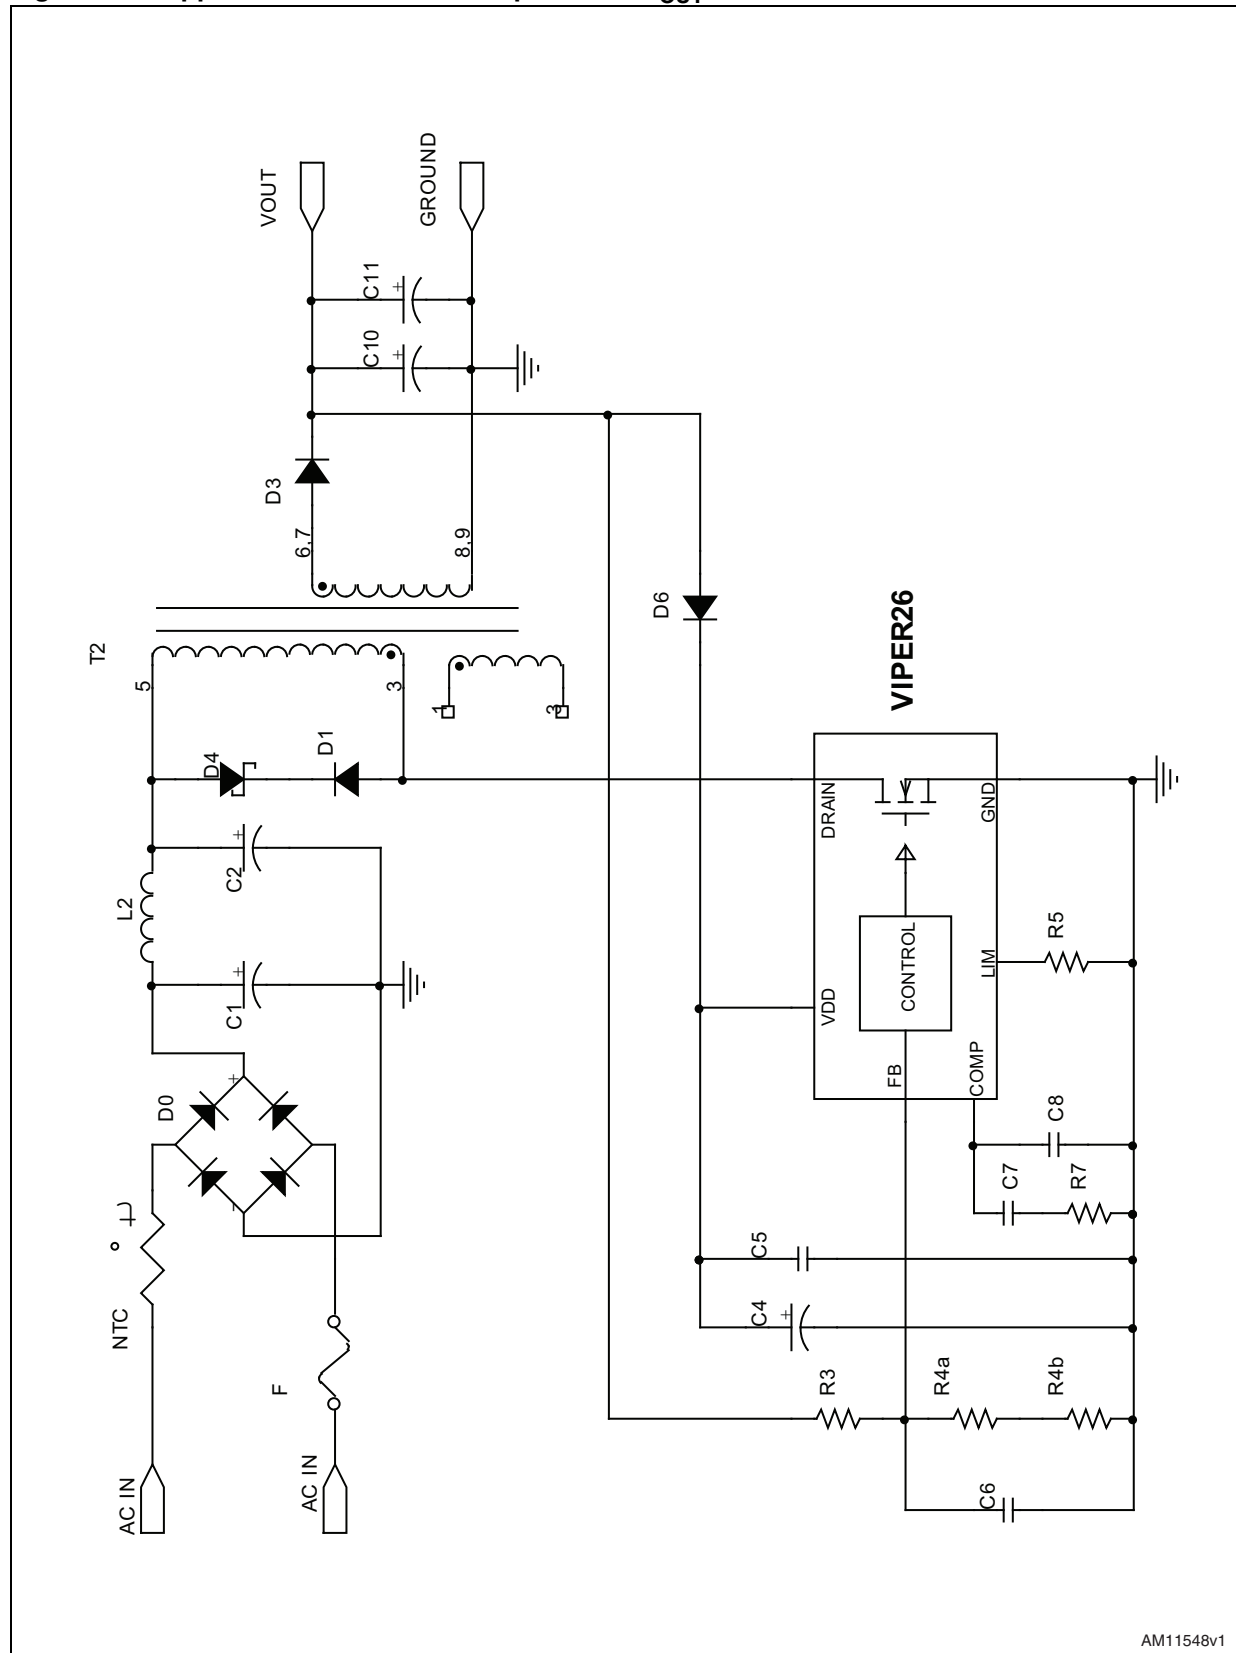 AC IN
AC IN
NTC
F
D0
+
-
C1
+
L2
C2
+
D4
D1
5
3
T2
1
3
6,7
8,9
D3
C10
+
C11
+
VOUT
GROUND
D6
VIPER26
DRAIN
GND
CONTROL
VDD
LIM
FB
COMP
R5
C8
C7
R7
C5
C4
+
R3
R4a
R4b
C6
AM11548v1